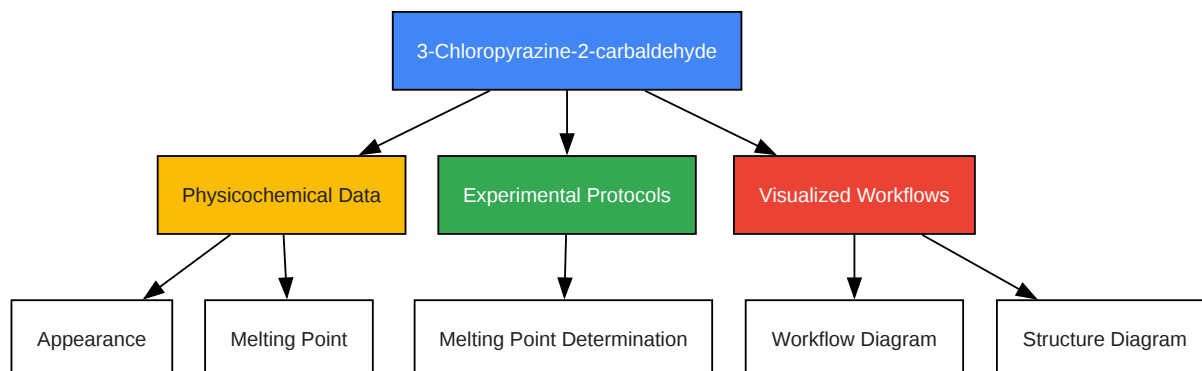 3-Chloropyrazine-2-carbaldehyde
Physicochemical Data
Experimental Protocols
Visualized Workflows
Appearance
Melting Point
Melting Point Determination
Workflow Diagram
Structure Diagram